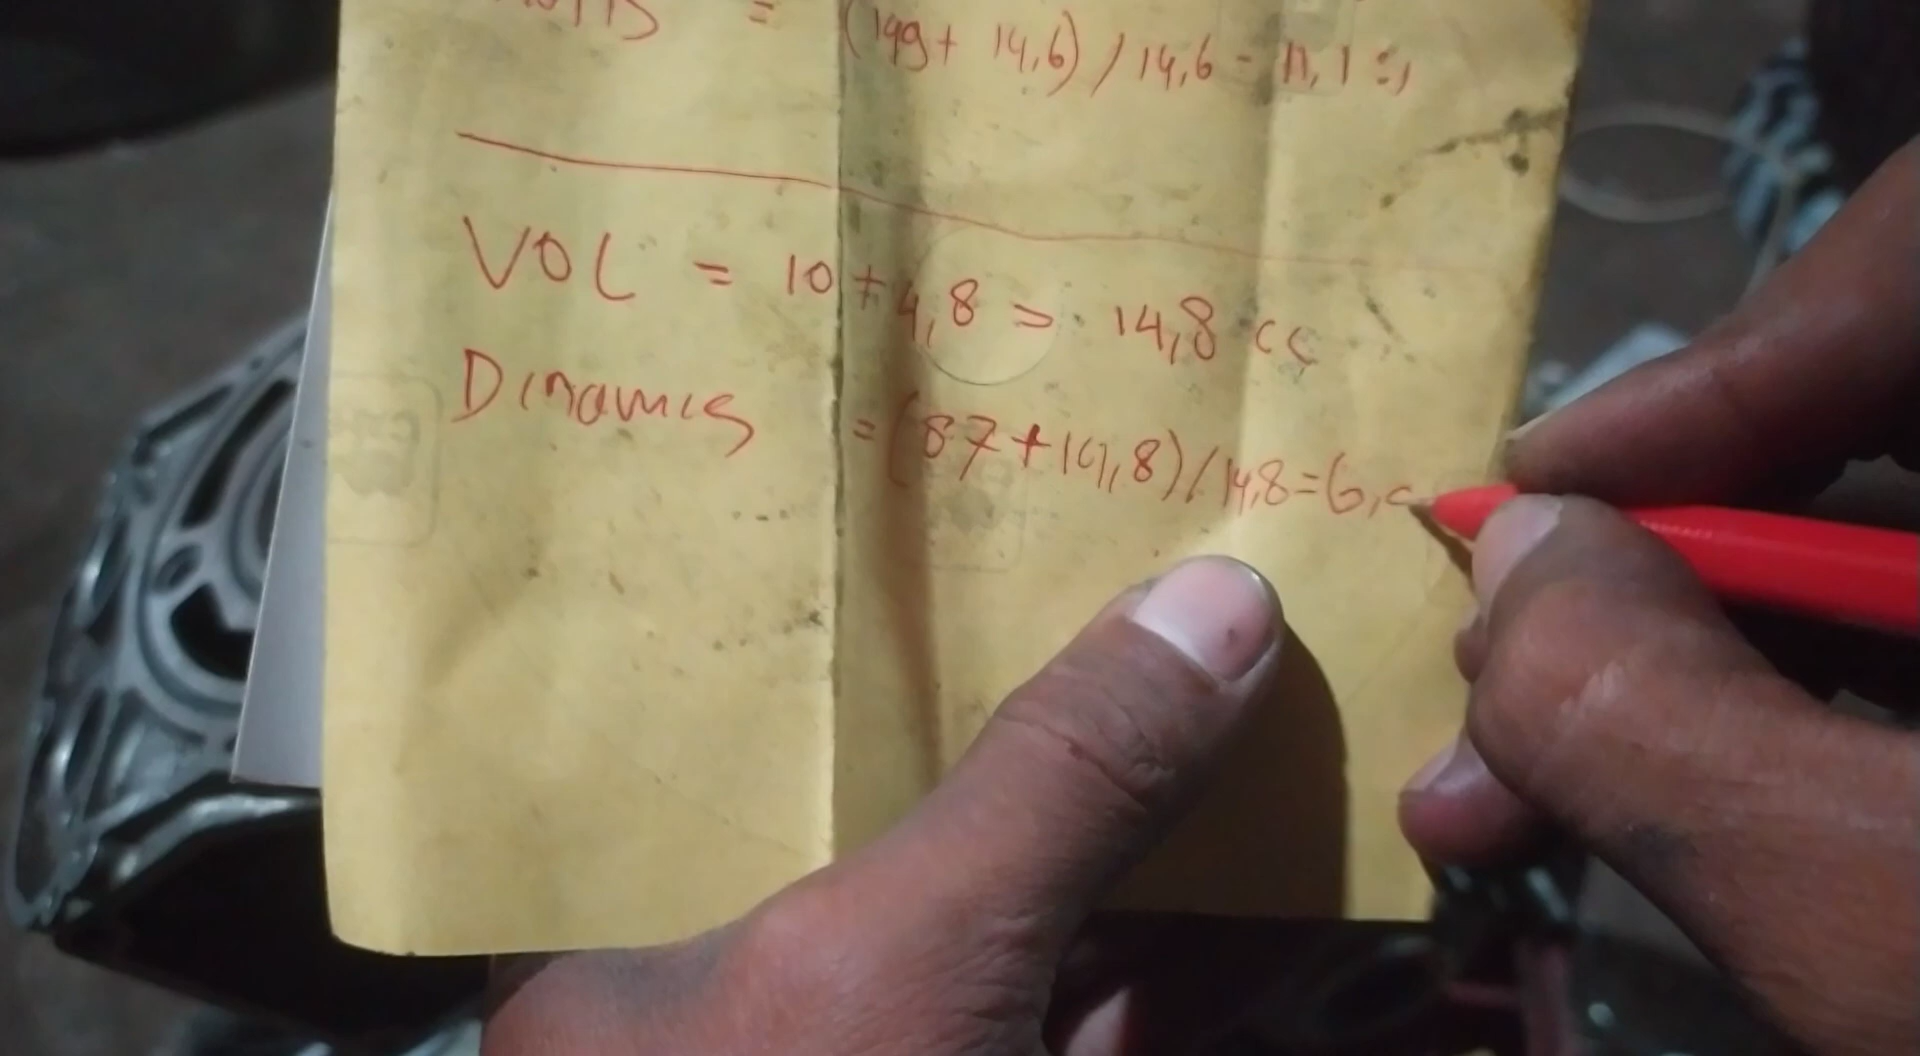 = (149+ 14,6) / 14,6 = 11,1 :1
VOL = 10 + 4,8 = 14,8 cc
Dinamis = (87+14,8)/14,8=6,